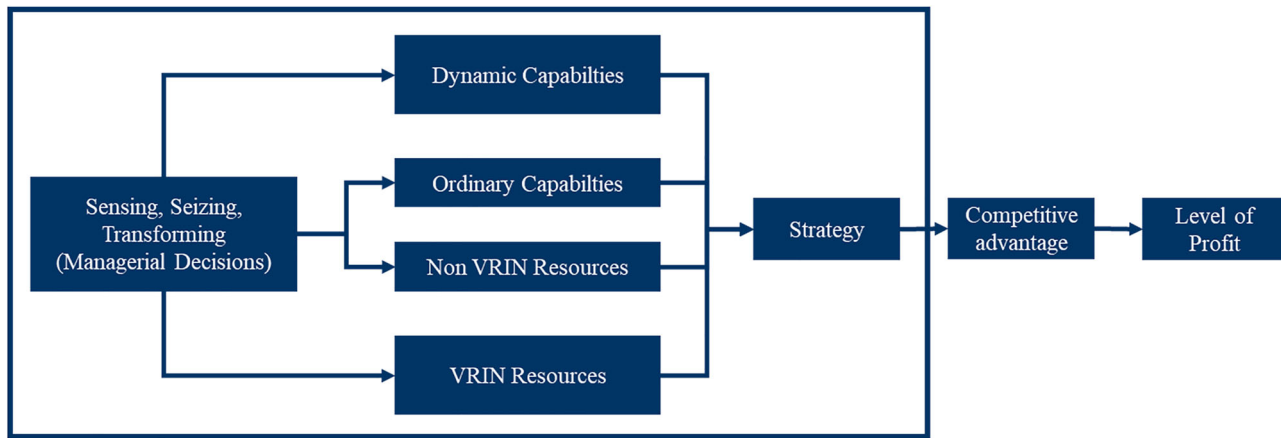 Dynamic Capabilties
Ordinary Capabilties
Sensing, Seizing,
Transforming
(Managerial Decisions)
Non VRIN Resources
VRIN Resources
Strategy
Competitive
advantage
Level of
Profit